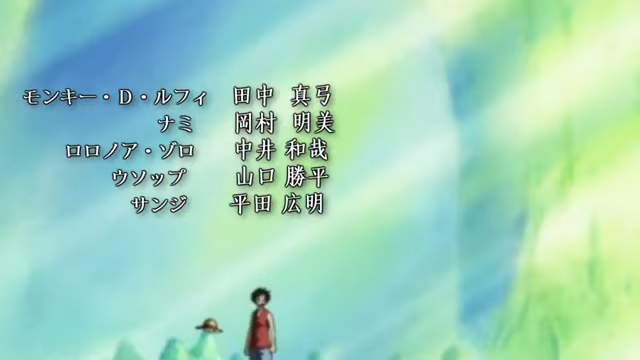 モンキー・D・ルフィ 田中 真弓
ナミ 岡村 明美
ロロノア・ゾロ 中井 和哉
ウソップ 山口 勝平
サンジ 平田 広明